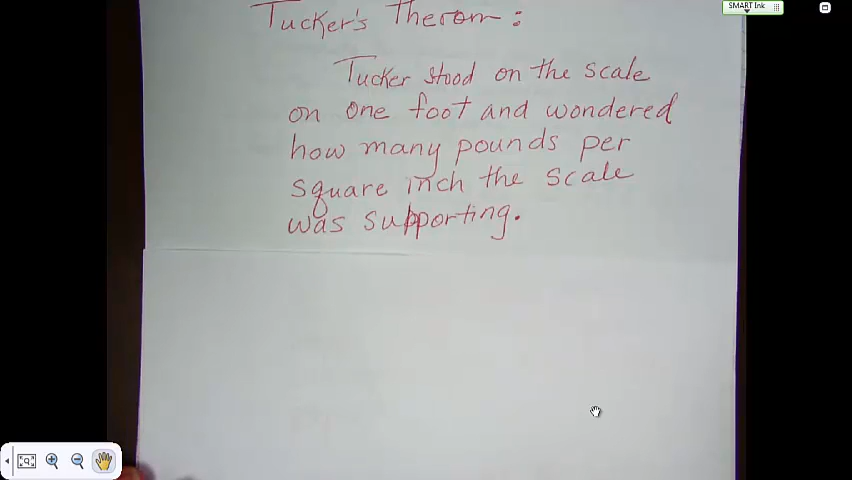 SMART Ink
Tucker's Therom:
Tucker stood on the scale
on one foot and wondered
how many pounds per
square inch the scale
was supporting.